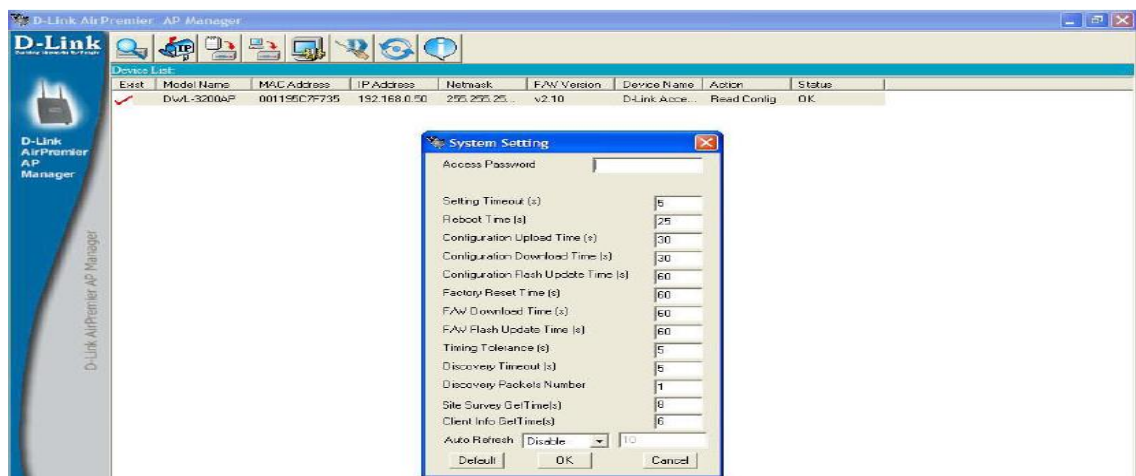 D-Link AirPremier AP Manager
D-Link
Building Networks for People
IP
Device List:
Exist Model Name MAC Address IP Address Netmask F/W Version Device Name Action Status
DWL-3200AP 001195C7F735 192.168.0.50 255.255.25... v2.10 D-Link Acce... Read Config OK
D-Link
AirPremier
AP
Manager
D-Link AirPremier AP Manager
System Setting
Access Password
Setting Timeout (s) 5
Reboot Time (s) 25
Configuration Upload Time (s) 30
Configuration Download Time (s) 30
Configuration Flash Update Time (s) 60
Factory Reset Time (s) 60
F/W Download Time (s) 60
F/W Flash Update Time (s) 60
Timing Tolerance (s) 5
Discovery Timeout (s) 5
Discovery Packets Number 1
Site Survey GetTime(s) 8
Client Info GetTime(s) 6
Auto Refresh Disable 10
Default OK Cancel